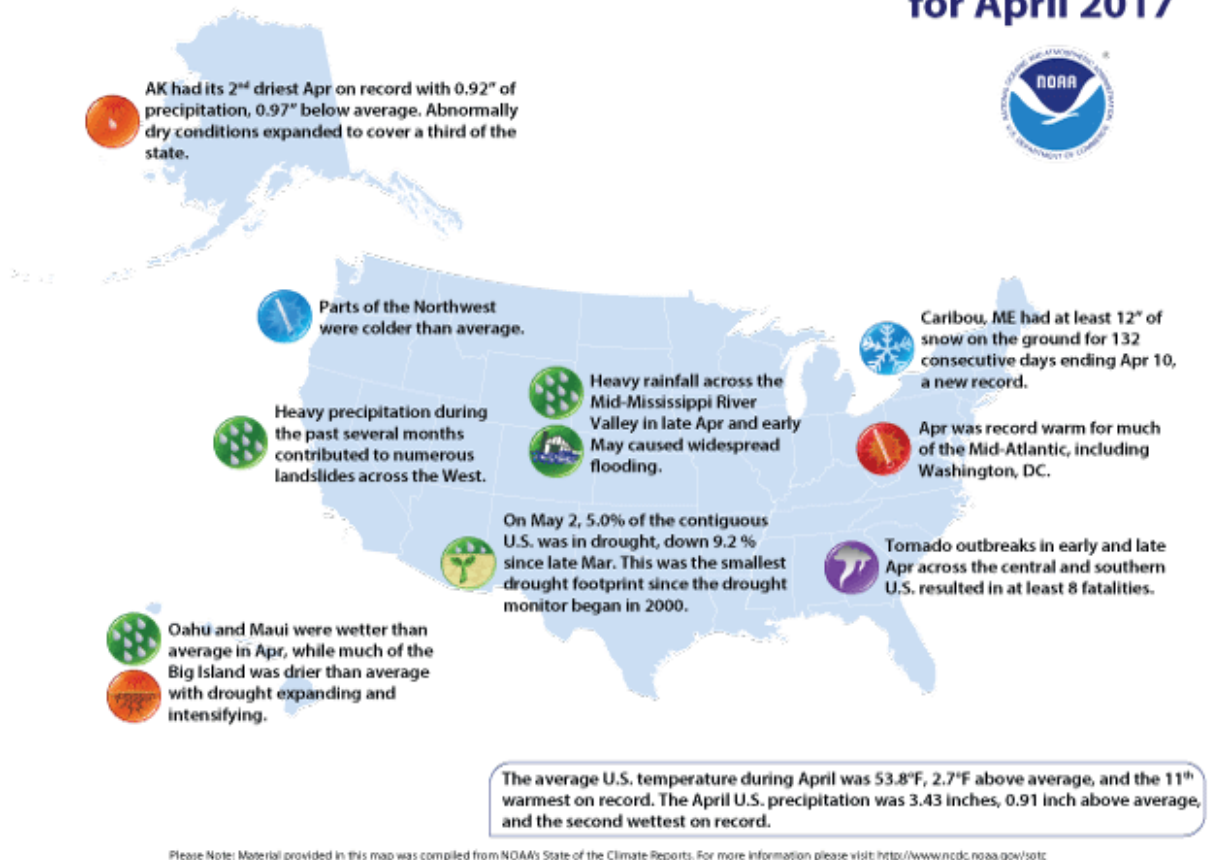 for April 2017
NATIONAL OCEANIC AND ATMOSPHERIC ADMINISTRATION
NOAA
U.S. DEPARTMENT OF COMMERCE
®
AK had its 2nd driest Apr on record with 0.92" of
precipitation, 0.97" below average. Abnormally
dry conditions expanded to cover a third of the
state.
Parts of the Northwest
were colder than average.
Caribou, ME had at least 12" of
snow on the ground for 132
consecutive days ending Apr 10,
a new record.
Heavy rainfall across the
Mid-Mississippi River
Valley in late Apr and early
May caused widespread
flooding.
Heavy precipitation during
the past several months
contributed to numerous
landslides across the West.
Apr was record warm for much
of the Mid-Atlantic, including
Washington, DC.
On May 2, 5.0% of the contiguous
U.S. was in drought, down 9.2 %
since late Mar. This was the smallest
drought footprint since the drought
monitor began in 2000.
Tornado outbreaks in early and late
Apr across the central and southern
U.S. resulted in at least 8 fatalities.
Oahu and Maui were wetter than
average in Apr, while much of the
Big Island was drier than average
with drought expanding and
intensifying.
The average U.S. temperature during April was 53.8°F, 2.7°F above average, and the 11th
warmest on record. The April U.S. precipitation was 3.43 inches, 0.91 inch above average,
and the second wettest on record.
Please Note: Material provided in this map was compiled from NOAA's State of the Climate Reports. For more information please visit: http://www.ncdc.noaa.gov/sotc